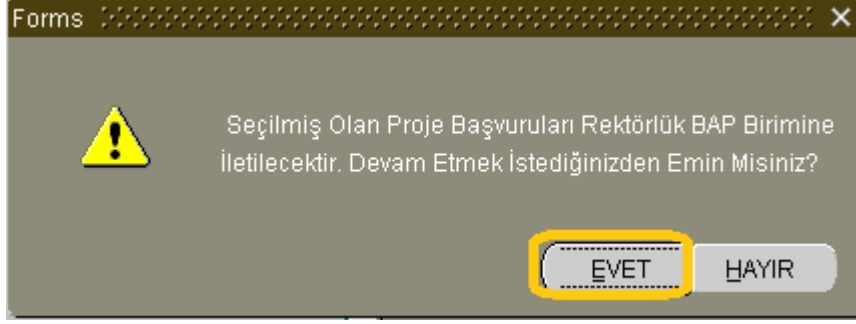 Forms
Seçilmiş Olan Proje Başvuruları Rektörlük BAP Birimine
İletilecektir. Devam Etmek İstediğinizden Emin Misiniz?
EVET HAYIR